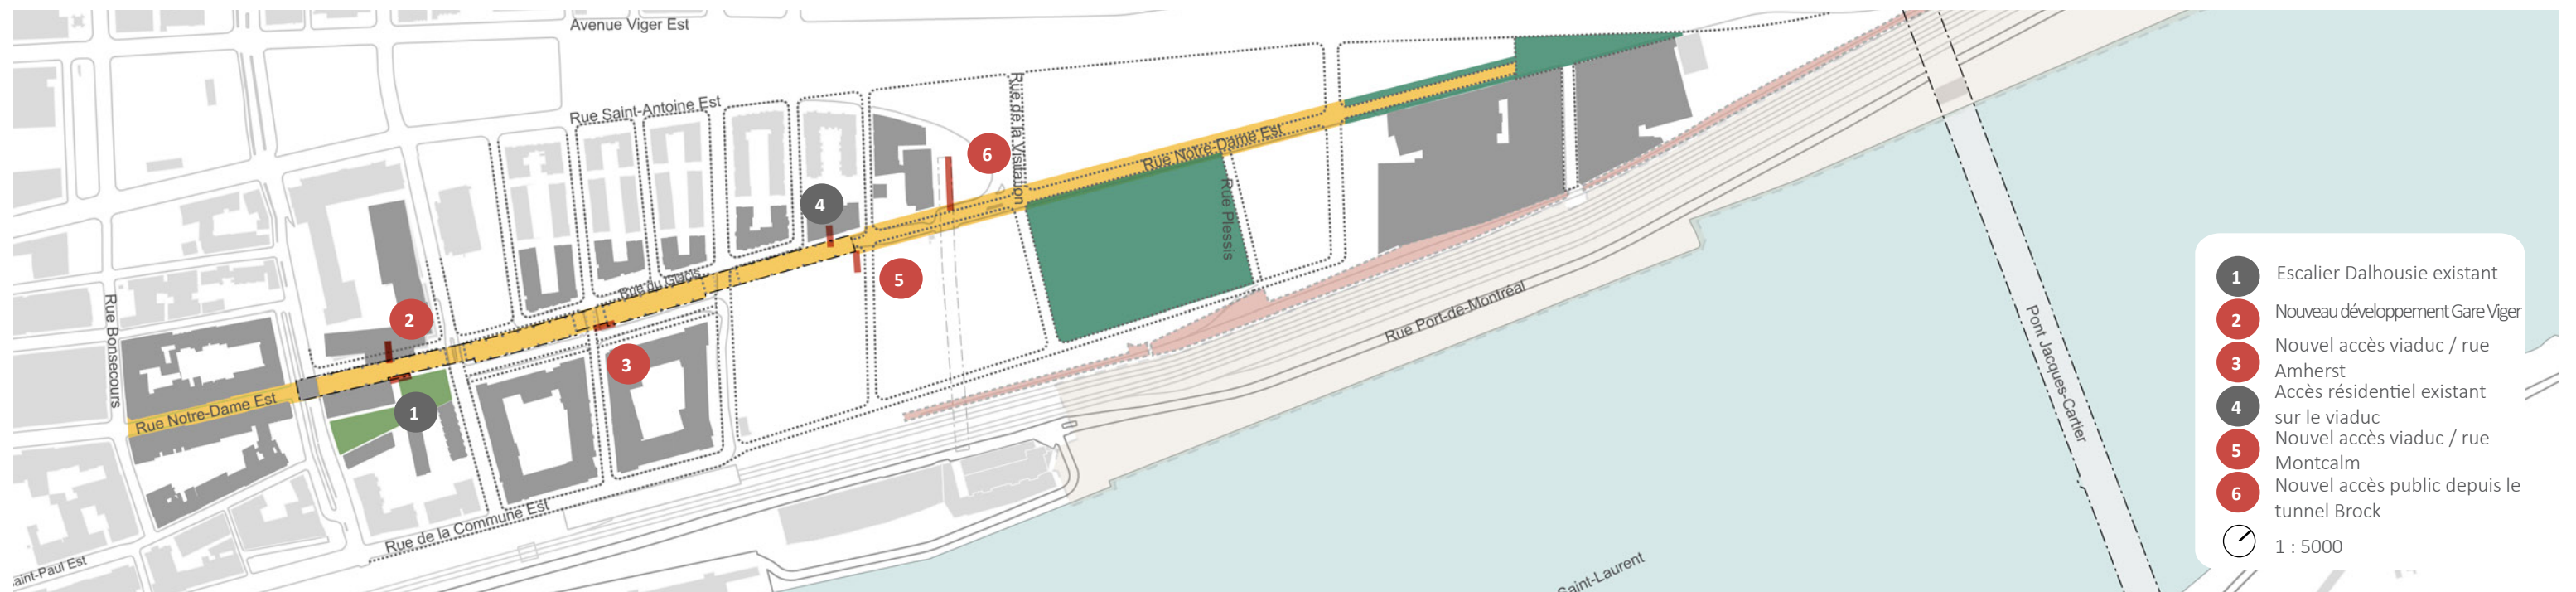 Avenue Viger Est
Rue Saint-Antoine Est
Rue de la Visitation
Rue Notre-Dame Est
Rue Plessis
Rue du Glacis
Rue Bonsecours
Rue Notre-Dame Est
Rue de la Commune Est
aint-Paul Est
Rue Port-de-Montréal
Pont Jacques-Cartier
Saint-Laurent
6
4
5
2
3
1
1 Escalier Dalhousie existant
2 Nouveau développement Gare Viger
3 Nouvel accès viaduc / rue
Amherst
4 Accès résidentiel existant
sur le viaduc
5 Nouvel accès viaduc / rue
Montcalm
6 Nouvel accès public depuis le
tunnel Brock
1 : 5000